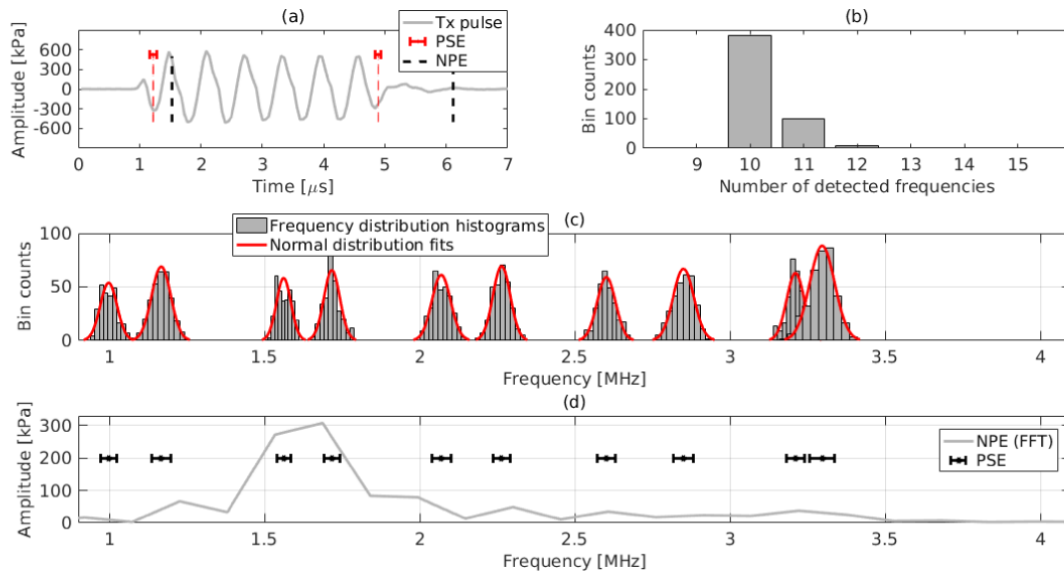 (a)
Amplitude [kPa]
600
300
0
-300
-600
Tx pulse
PSE
NPE
0 1 2 3 4 5 6 7
Time [μs]
(b)
Bin counts
400
300
200
100
0
9 10 11 12 13 14 15
Number of detected frequencies
(c)
Bin counts
100
50
0
Frequency distribution histograms
Normal distribution fits
1 1.5 2 2.5 3 3.5 4
Frequency [MHz]
(d)
Amplitude [kPa]
300
200
100
0
NPE (FFT)
PSE
1 1.5 2 2.5 3 3.5 4
Frequency [MHz]